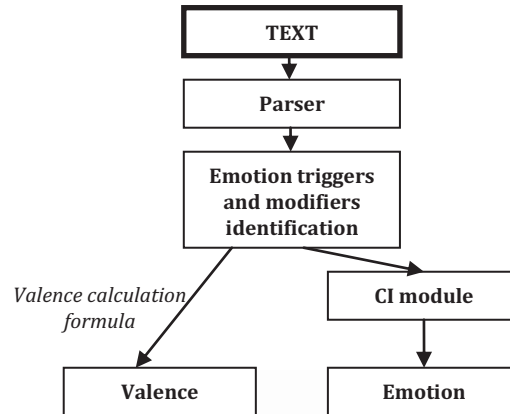 TEXT
Parser
Emotion triggers
and modifiers
identification
Valence calculation
formula
CI module
Valence
Emotion